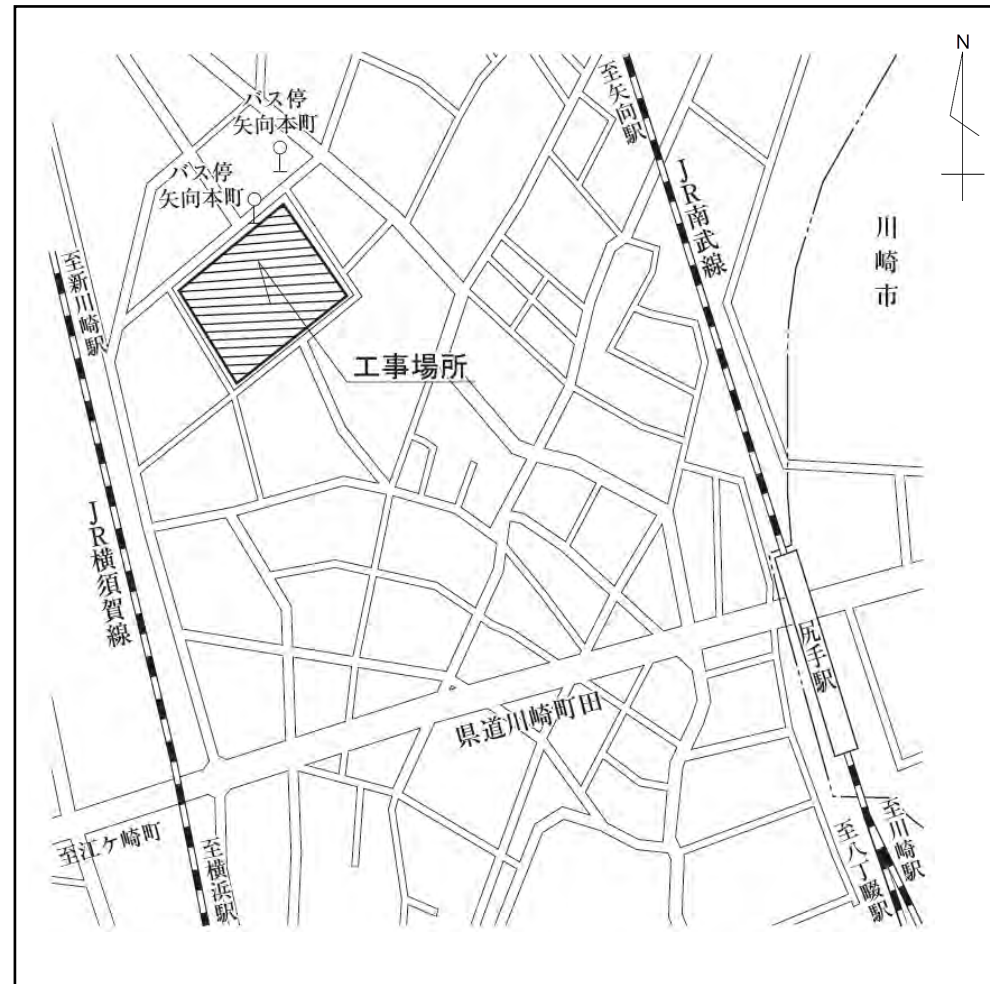 N
バス停
矢向本町
バス停
矢向本町
至矢向駅
JR南武線
川崎市
至新川崎駅
工事場所
JR横須賀線
尻手駅
県道川崎町田
至江ケ崎町
至横浜駅
至八丁畷駅
至川崎駅